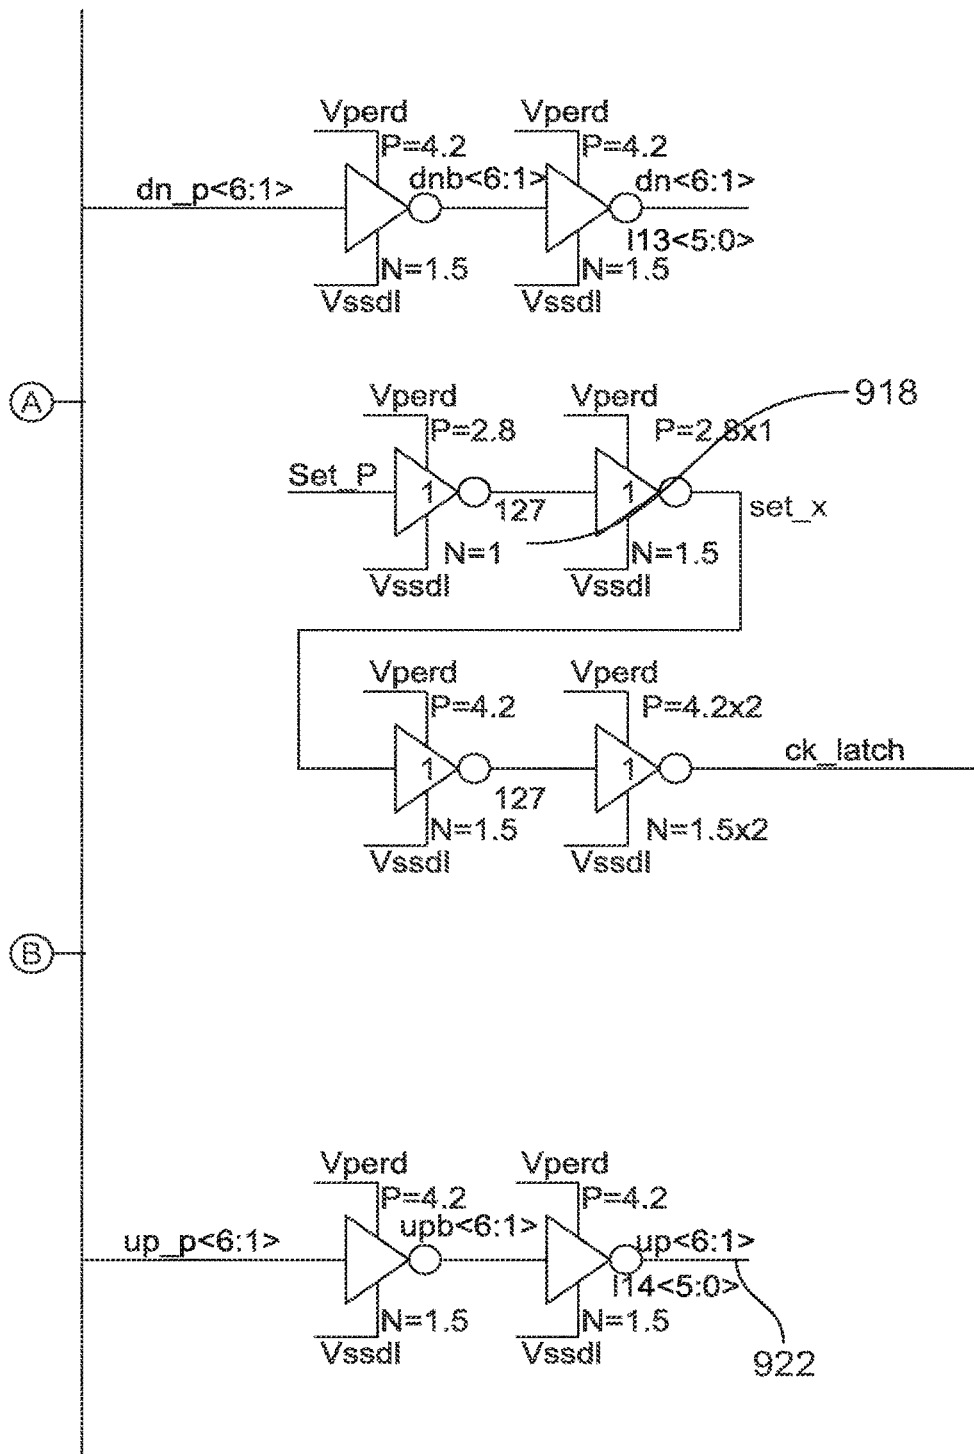 Vperd Vperd
P=4.2 P=4.2
dn_p<6:1> dnb<6:1> dn<6:1>
I13<5:0>
N=1.5 N=1.5
Vssdl Vssdl
A
Vperd Vperd 918
P=2.8 P=2.8x1
Set_P 1 1
127 set_x
N=1 N=1.5
Vssdl Vssdl
Vperd Vperd
P=4.2 P=4.2x2
1 1 ck_latch
127
N=1.5 N=1.5x2
Vssdl Vssdl
B
Vperd Vperd
P=4.2 P=4.2
up_p<6:1> upb<6:1> up<6:1>
I14<5:0>
N=1.5 N=1.5
Vssdl Vssdl
922